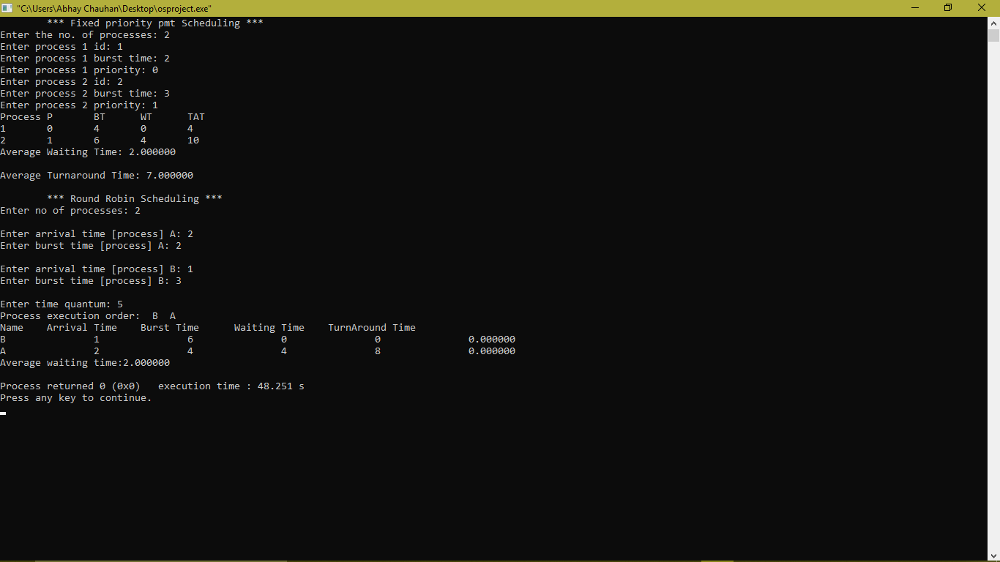 "C:\Users\Abhay Chauhan\Desktop\osproject.exe"
*** Fixed priority pmt Scheduling ***
Enter the no. of processes: 2
Enter process 1 id: 1
Enter process 1 burst time: 2
Enter process 1 priority: 0
Enter process 2 id: 2
Enter process 2 burst time: 3
Enter process 2 priority: 1
Process P       BT      WT      TAT
1       0       4       0       4
2       1       6       4       10
Average Waiting Time: 2.000000
Average Turnaround Time: 7.000000
*** Round Robin Scheduling ***
Enter no of processes: 2
Enter arrival time [process] A: 2
Enter burst time [process] A: 2
Enter arrival time [process] B: 1
Enter burst time [process] B: 3
Enter time quantum: 5
Process execution order:  B  A
Name    Arrival Time    Burst Time      Waiting Time    TurnAround Time
B               1               6               0               0               0.000000
A               2               4               4               8               0.000000
Average waiting time:2.000000
Process returned 0 (0x0)   execution time : 48.251 s
Press any key to continue.